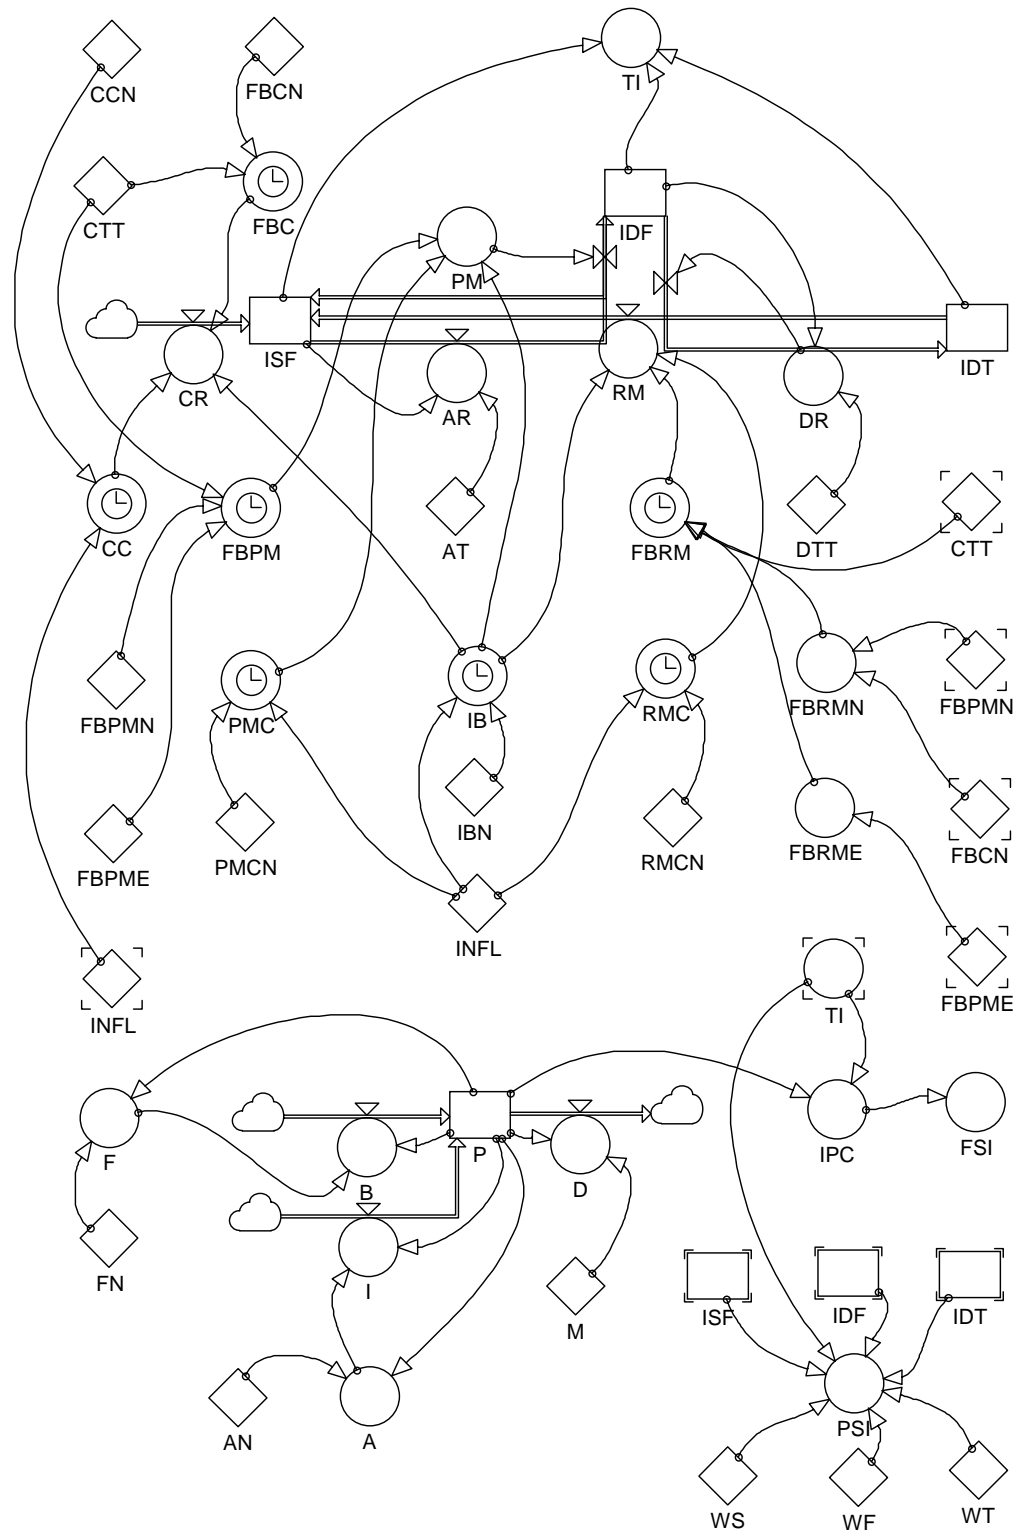 TI
CCN
FBCN
CTT
FBC
IDF
PM
ISF
RM
IDT
CR
AR
DR
CC
FBPM
AT
FBRM
DTT
CTT
FBPMN
PMC
IB
RMC
FBRMN
FBPMN
FBPME
PMCN
IBN
RMCN
FBRME
FBCN
INFL
INFL
TI
FBPME
F
B
P
D
IPC
FSI
FN
I
M
ISF
IDF
IDT
AN
A
PSI
WS
WF
WT